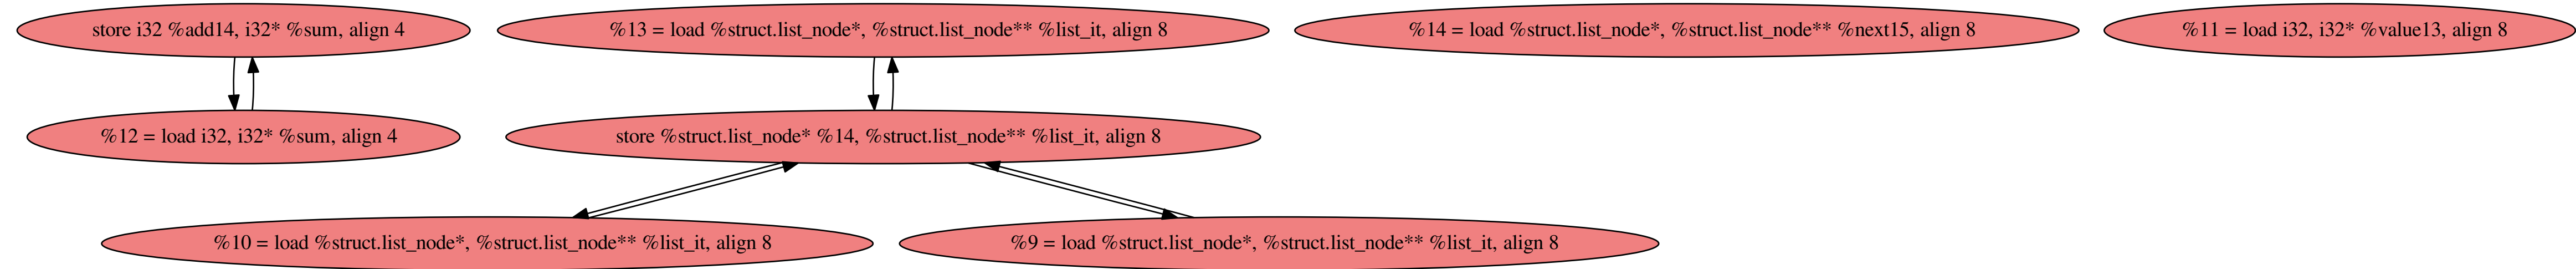 store i32 %add14, i32* %sum, align 4
%13 = load %struct.list_node*, %struct.list_node** %list_it, align 8
%14 = load %struct.list_node*, %struct.list_node** %next15, align 8
%11 = load i32, i32* %value13, align 8
%12 = load i32, i32* %sum, align 4
store %struct.list_node* %14, %struct.list_node** %list_it, align 8
%10 = load %struct.list_node*, %struct.list_node** %list_it, align 8
%9 = load %struct.list_node*, %struct.list_node** %list_it, align 8